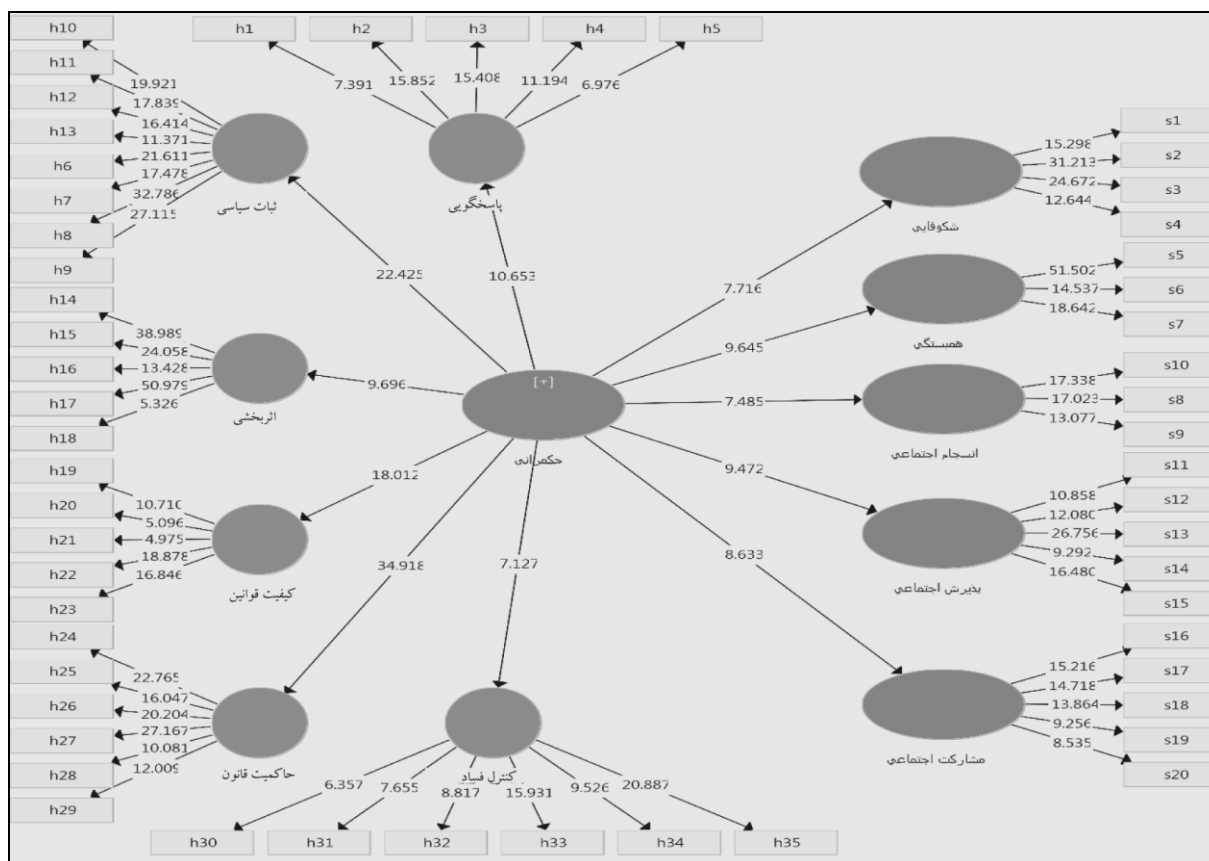 h10
h11
h12
h13
h6
h7
h8
h9
19.921
17.839
16.414
11.371
21.611
17.478
32.786
27.115
ثبات سیاسی
h1
h2
h3
h4
h5
7.391
15.852
15.408
11.194
6.976
پاسخگویی
22.425
10.653
h14
h15
h16
h17
h18
38.989
24.058
13.428
50.979
5.326
اثربخشی
9.696
[+]
حکمرانی
h19
h20
h21
h22
h23
10.710
5.096
4.975
18.878
16.846
کیفیت قوانین
18.012
h24
h25
h26
h27
h28
h29
22.765
16.047
20.204
27.167
10.081
12.009
حاکمیت قانون
34.918
7.127
کنترل فساد
6.357
7.655
8.817
15.931
9.526
20.887
h30
h31
h32
h33
h34
h35
7.716
شکوفایی
15.298
31.213
24.672
12.644
s1
s2
s3
s4
9.645
همبستگي
51.502
14.537
18.642
s5
s6
s7
7.485
انسجام اجتماعي
17.338
17.023
13.077
s10
s8
s9
9.472
پذيرش اجتماعي
10.858
12.080
26.756
9.292
16.480
s11
s12
s13
s14
s15
8.633
مشارکت اجتماعي
15.216
14.718
13.864
9.256
8.535
s16
s17
s18
s19
s20